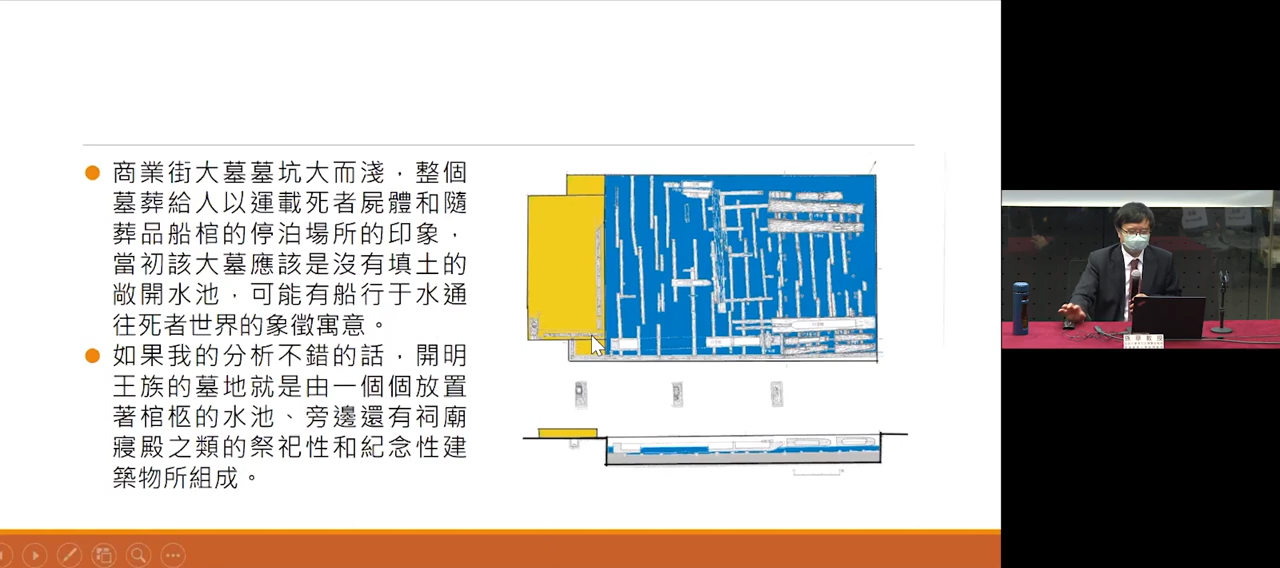 商業街大墓墓坑大而淺，整個
墓葬給人以運載死者屍體和隨
葬品船棺的停泊場所的印象，
當初該大墓應該是沒有填土的
敞開水池，可能有船行于水通
往死者世界的象徵寓意。
如果我的分析不錯的話，開明
王族的墓地就是由一個個放置
著棺柩的水池、旁邊還有祠廟
寢殿之類的祭祀性和紀念性建
築物所組成。